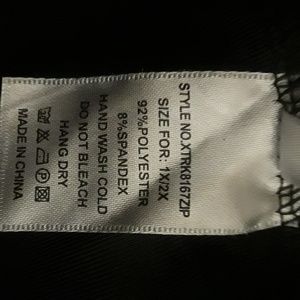 STYLE NO.XTRK8167ZIP
SIZE FOR: 1X/2X
92%POLYESTER
8%SPANDEX
HAND WASH COLD
DO NOT BLEACH
HANG DRY
MADE IN CHINA